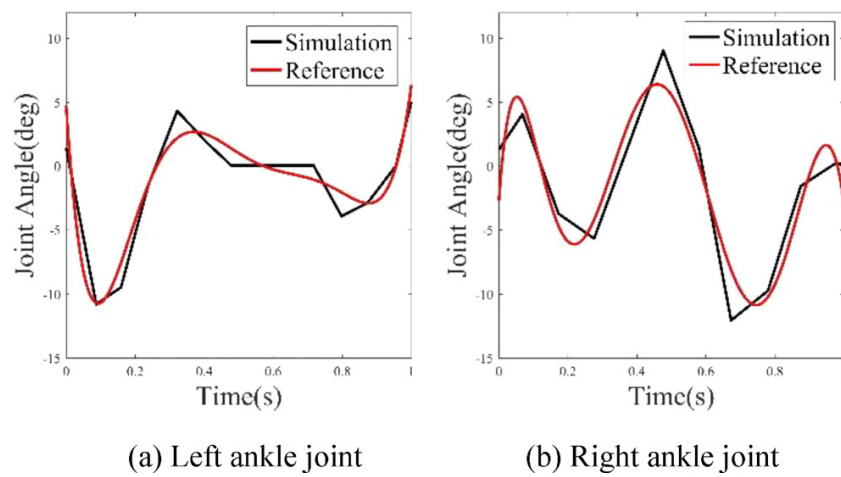 10
5
0
-5
-10
-15
Joint Angle(deg)
Simulation
Reference
0
0.2
0.4
0.6
0.8
1
Time(s)
(a) Left ankle joint
10
5
0
-5
-10
-15
Joint Angle(deg)
Simulation
Reference
0
0.2
0.4
0.6
0.8
Time(s)
(b) Right ankle joint